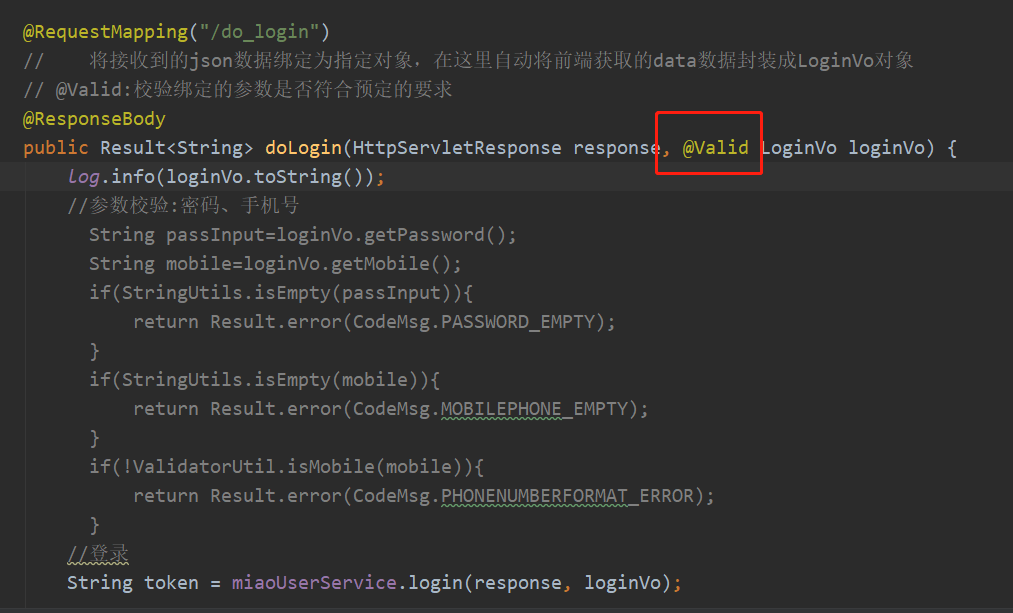 @RequestMapping("/do_login")
//    将接收到的json数据绑定为指定对象，在这里自动将前端获取的data数据封装成LoginVo对象
// @Valid:校验绑定的参数是否符合预定的要求
@ResponseBody
public Result<String> doLogin(HttpServletResponse response, @Valid LoginVo loginVo) {
log.info(loginVo.toString());
//参数校验:密码、手机号
String passInput=loginVo.getPassword();
String mobile=loginVo.getMobile();
if(StringUtils.isEmpty(passInput)){
return Result.error(CodeMsg.PASSWORD_EMPTY);
}
if(StringUtils.isEmpty(mobile)){
return Result.error(CodeMsg.MOBILEPHONE_EMPTY);
}
if(!ValidatorUtil.isMobile(mobile)){
return Result.error(CodeMsg.PHONENUMBERFORMAT_ERROR);
}
//登录
String token = miaoUserService.login(response, loginVo);